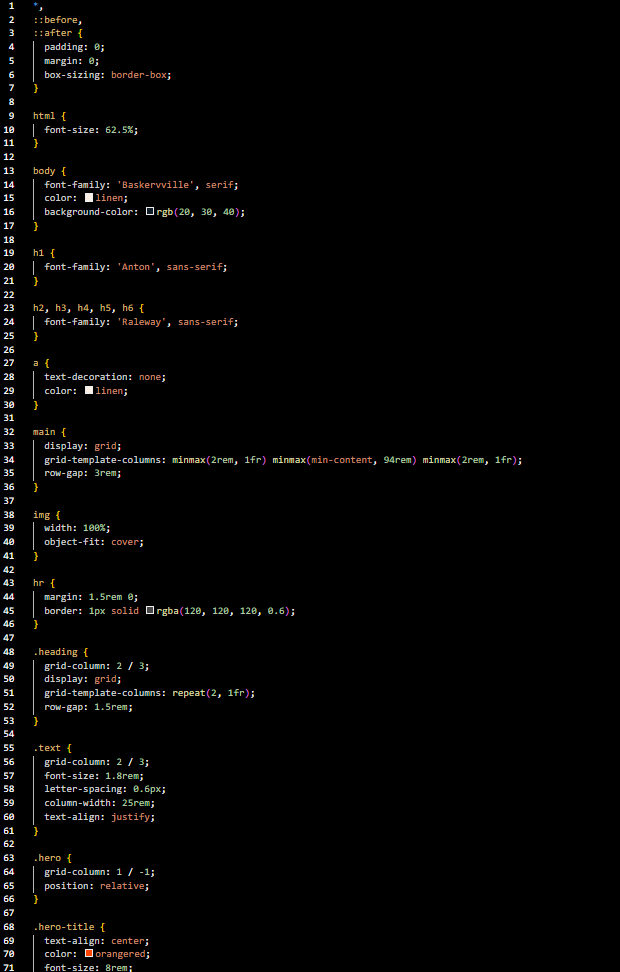 1 *,
2 ::before,
3 ::after {
4 padding: 0;
5 margin: 0;
6 box-sizing: border-box;
7 }
8
9 html {
10 font-size: 62.5%;
11 }
12
13 body {
14 font-family: 'Baskervville', serif;
15 color: linen;
16 background-color: rgb(20, 30, 40);
17 }
18
19 h1 {
20 font-family: 'Anton', sans-serif;
21 }
22
23 h2, h3, h4, h5, h6 {
24 font-family: 'Raleway', sans-serif;
25 }
26
27 a {
28 text-decoration: none;
29 color: linen;
30 }
31
32 main {
33 display: grid;
34 grid-template-columns: minmax(2rem, 1fr) minmax(min-content, 94rem) minmax(2rem, 1fr);
35 row-gap: 3rem;
36 }
37
38 img {
39 width: 100%;
40 object-fit: cover;
41 }
42
43 hr {
44 margin: 1.5rem 0;
45 border: 1px solid rgba(120, 120, 120, 0.6);
46 }
47
48 .heading {
49 grid-column: 2 / 3;
50 display: grid;
51 grid-template-columns: repeat(2, 1fr);
52 row-gap: 1.5rem;
53 }
54
55 .text {
56 grid-column: 2 / 3;
57 font-size: 1.8rem;
58 letter-spacing: 0.6px;
59 column-width: 25rem;
60 text-align: justify;
61 }
62
63 .hero {
64 grid-column: 1 / -1;
65 position: relative;
66 }
67
68 .hero-title {
69 text-align: center;
70 color: orangered;
71 font-size: 8rem;